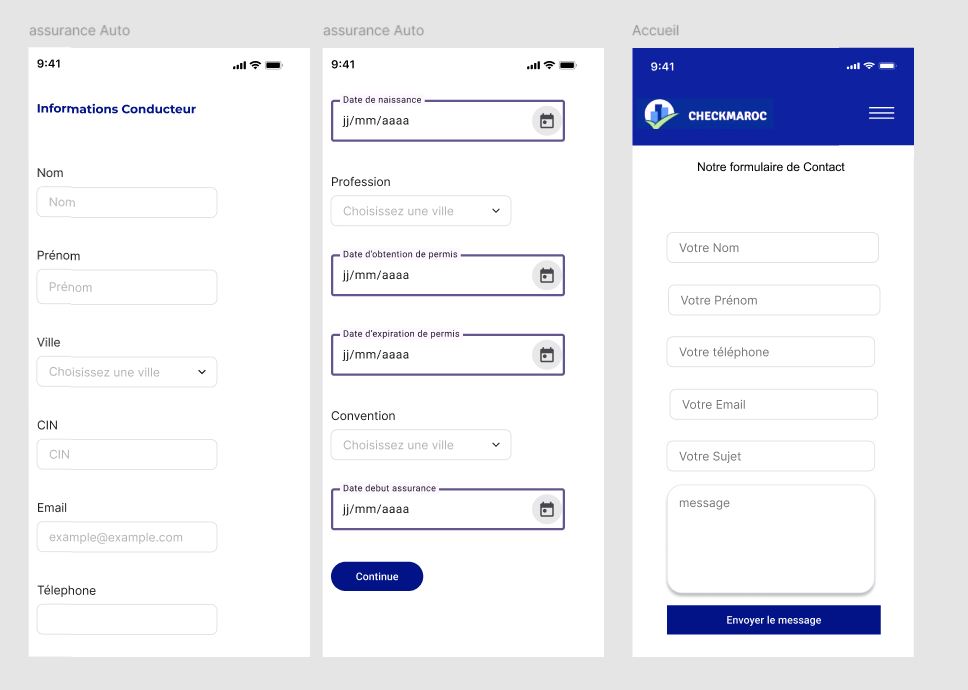 assurance Auto
9:41
Informations Conducteur
Nom
Nom
Prénom
Prénom
Ville
Choisissez une ville
CIN
CIN
Email
example@example.com
Télephone
assurance Auto
9:41
Date de naissance
jj/mm/aaaa
Profession
Choisissez une ville
Date d'obtention de permis
jj/mm/aaaa
Date d'expiration de permis
jj/mm/aaaa
Convention
Choisissez une ville
Date debut assurance
jj/mm/aaaa
Continue
Accueil
9:41
CHECKMAROC
Notre formulaire de Contact
Votre Nom
Votre Prénom
Votre téléphone
Votre Email
Votre Sujet
message
Envoyer le message